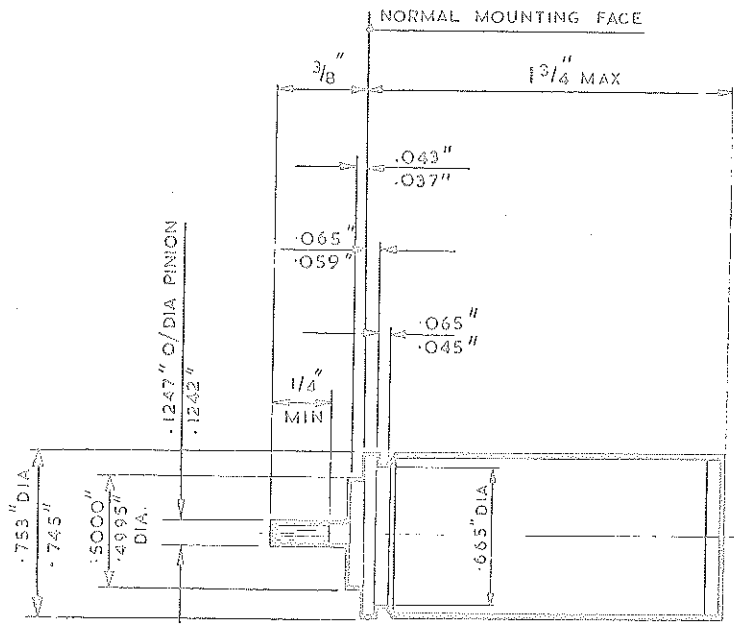 NORMAL MOUNTING FACE
3/8"
1 3/4" MAX
.043"
.037"
.065"
.059"
.065"
.045"
1/4"
MIN
.1247" O/DIA PINION
.1242"
.753" DIA
.745"
.5000"
.4995"
DIA.
.665" DIA